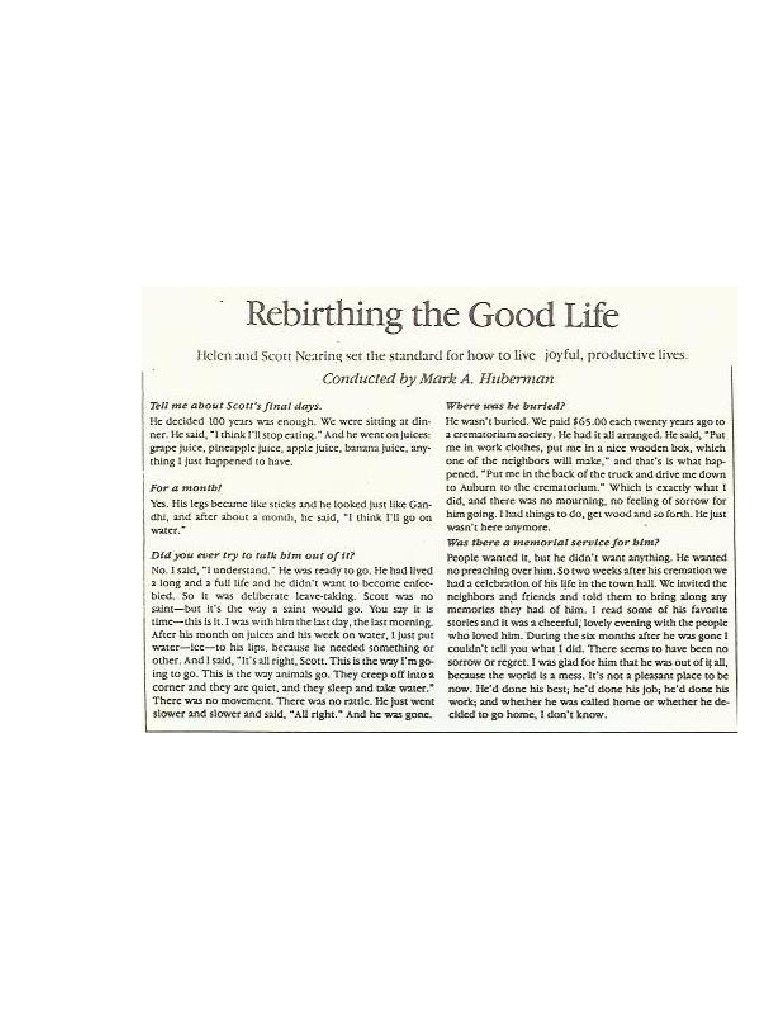 Rebirthing the Good Life
Helen and Scott Nearing set the standard for how to live joyful, productive lives.
Conducted by Mark A. Huberman
Tell me about Scott's final days.
He decided 100 years was enough. We were sitting at din-
ner. He said, "I think I'll stop eating." And he went on juices:
grape juice, pineapple juice, apple juice, banana juice, any-
thing I just happened to have.
For a month!
Yes. His legs became like sticks and he looked just like Gan-
dhi, and after about a month, he said, "I think I'll go on
water."
Did you ever try to talk him out of it?
No. I said, "I understand." He was ready to go. He had lived
a long and a full life and he didn't want to become enfee-
bled. So it was deliberate leave-taking. Scott was no
saint—but it's the way a saint would go. You say it is
time—this is it. I was with him the last day, the last morning.
After his month on juices and his week on water, I just put
water—ice—to his lips, because he needed something or
other. And I said, "It's all right, Scott. This is the way I'm go-
ing to go. This is the way animals go. They creep off into a
corner and they are quiet, and they sleep and take water."
There was no movement. There was no rattle. He just went
slower and slower and said, "All right." And he was gone.
Where was he buried?
He wasn't buried. We paid $65.00 each twenty years ago to
a crematorium society. He had it all arranged. He said, "Put
me in work clothes, put me in a nice wooden box, which
one of the neighbors will make," and that's is what hap-
pened. "Put me in the back of the truck and drive me down
to Auburn to the crematorium." Which is exactly what I
did, and there was no mourning, no feeling of sorrow for
him going. I had things to do, get wood and so forth. He just
wasn't here anymore.
Was there a memorial service for him?
People wanted it, but he didn't want anything. He wanted
no preaching over him. So two weeks after his cremation we
had a celebration of his life in the town hall. We invited the
neighbors and friends and told them to bring along any
memories they had of him. I read some of his favorite
stories and it was a cheerful, lovely evening with the people
who loved him. During the six months after he was gone I
couldn't tell you what I did. There seems to have been no
sorrow or regret. I was glad for him that he was out of it all,
because the world is a mess. It's not a pleasant place to be
now. He'd done his best; he'd done his job; he'd done his
work; and whether he was called home or whether he de-
cided to go home, I don't know.